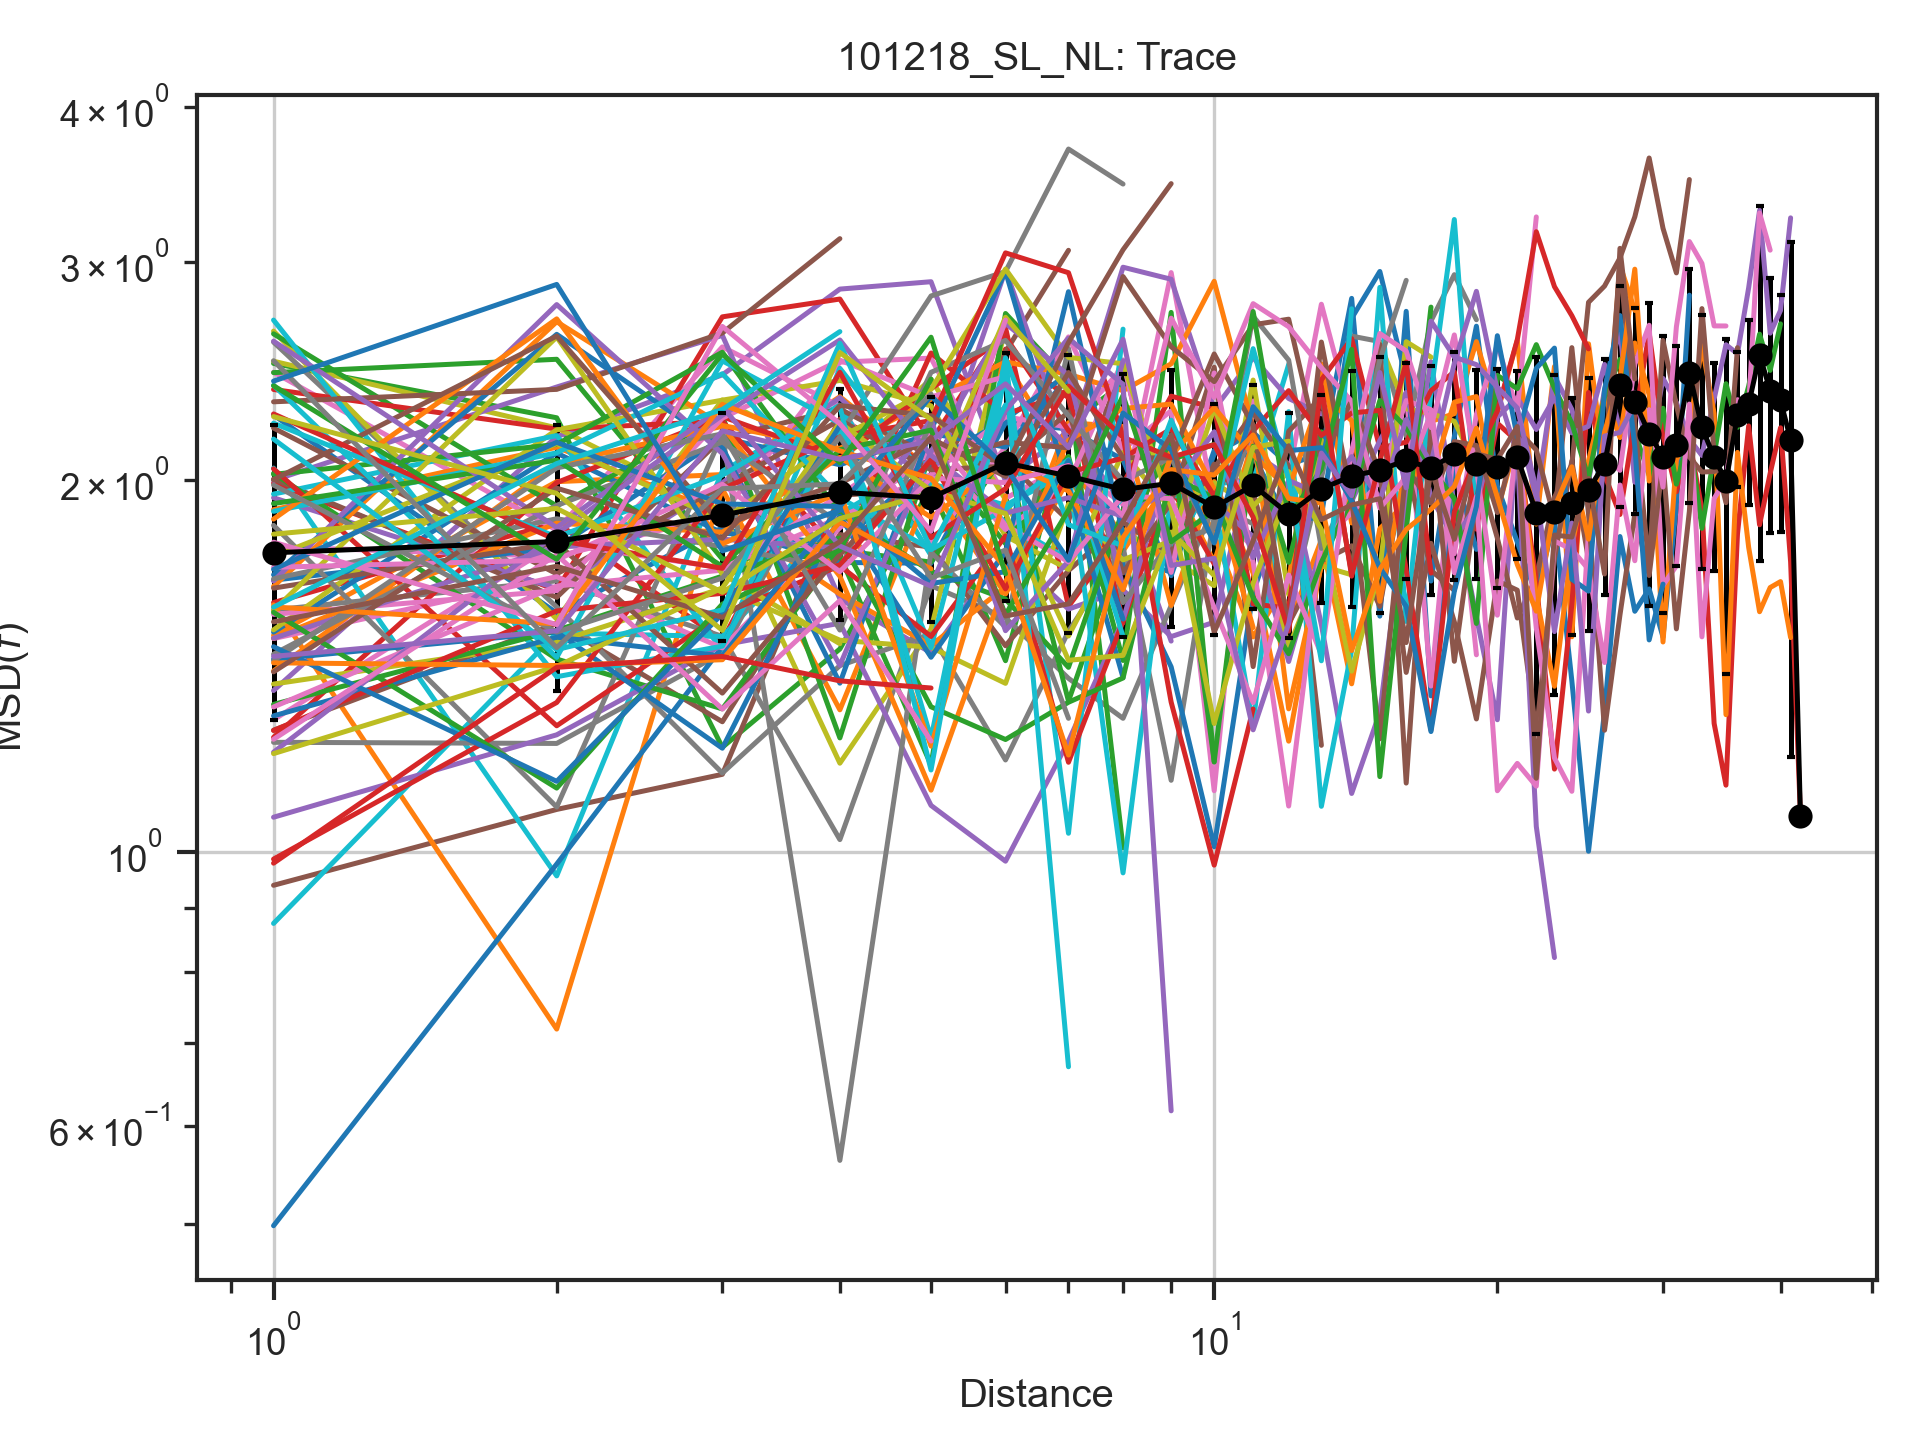 101218_SL_NL: Trace
4 × 10⁰
3 × 10⁰
2 × 10⁰
10⁰
6 × 10⁻¹
MSD(f)
10⁰
10¹
Distance